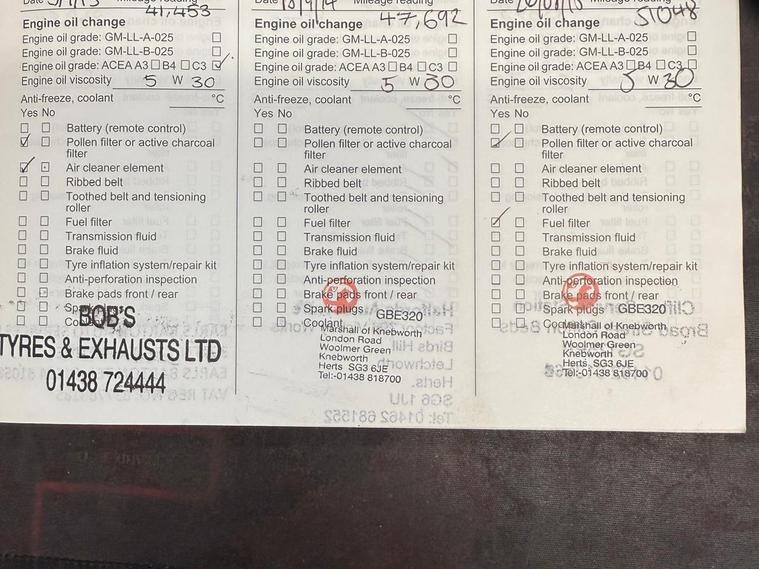 Date Mileage reading
41,453
Engine oil change
Engine oil grade: GM-LL-A-025
Engine oil grade: GM-LL-B-025
Engine oil grade: ACEA A3 B4 C3
Engine oil viscosity 5 W 30
Anti-freeze, coolant °C
Yes No
Battery (remote control)
Pollen filter or active charcoal
filter
Air cleaner element
Ribbed belt
Toothed belt and tensioning
roller
Fuel filter
Transmission fluid
Brake fluid
Tyre inflation system/repair kit
Anti-perforation inspection
Brake pads front / rear
BOB'S
TYRES & EXHAUSTS LTD
01438 724444
Mileage reading
47,692
Engine oil change
Engine oil grade: GM-LL-A-025
Engine oil grade: GM-LL-B-025
Engine oil grade: ACEA A3 B4 C3
Engine oil viscosity 5 W 30
Anti-freeze, coolant °C
Yes No
Battery (remote control)
Pollen filter or active charcoal
filter
Air cleaner element
Ribbed belt
Toothed belt and tensioning
roller
Fuel filter
Transmission fluid
Brake fluid
Tyre inflation system/repair kit
Anti-perforation inspection
Brake pads front / rear
Spark plugs GBE320
Coolant
Marshall of Knebworth
London Road
Woolmer Green
Knebworth
Herts SG3 6JE
Tel:-01438 818700
Mileage reading
51048
Engine oil change
Engine oil grade: GM-LL-A-025
Engine oil grade: GM-LL-B-025
Engine oil grade: ACEA A3 B4 C3
Engine oil viscosity 5 W 30
Anti-freeze, coolant °C
Yes No
Battery (remote control)
Pollen filter or active charcoal
filter
Air cleaner element
Ribbed belt
Toothed belt and tensioning
roller
Fuel filter
Transmission fluid
Brake fluid
Tyre inflation system/repair kit
Anti-perforation inspection
Brake pads front / rear
Spark plugs GBE320
Coolant
Marshall of Knebworth
London Road
Woolmer Green
Knebworth
Herts SG3 6JE
Tel:-01438 818700